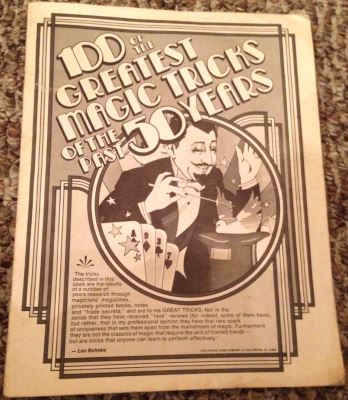 100 OF THE
GREATEST
MAGIC TRICKS
OF THE
PAST 50 YEARS
The tricks
described in this
book are the results
of a number of
years research through
magicians' magazines,
privately printed books, notes
and "trade secrets," and are to me GREAT TRICKS. Not in the
sense that they have received "rave" reviews (for indeed, some of them have),
but rather, that in my professional opinion they have that rare spark
of uniqueness that sets them apart from the mainstream of magic. Furthermore
they are not the classics of magic that require the skill of trained hands —
but are tricks that anyone can learn to perform effectively."
— Leo Behnke